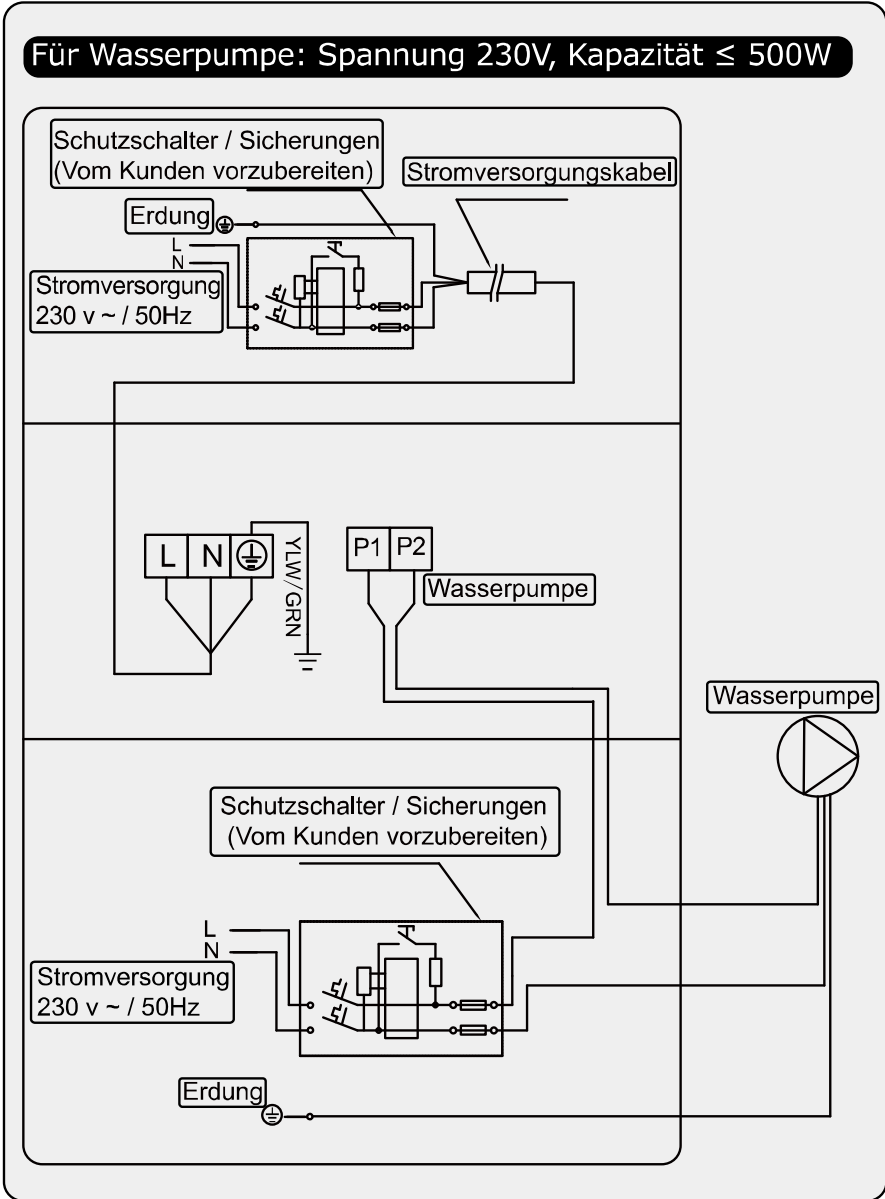 Für Wasserpumpe: Spannung 230V, Kapazität ≤ 500W
Schutzschalter / Sicherungen
(Vom Kunden vorzubereiten)
Stromversorgungskabel
Erdung
L
N
Stromversorgung
230 v ~ / 50Hz
L N
YLW/GRN
P1 P2
Wasserpumpe
Wasserpumpe
Schutzschalter / Sicherungen
(Vom Kunden vorzubereiten)
L
N
Stromversorgung
230 v ~ / 50Hz
Erdung